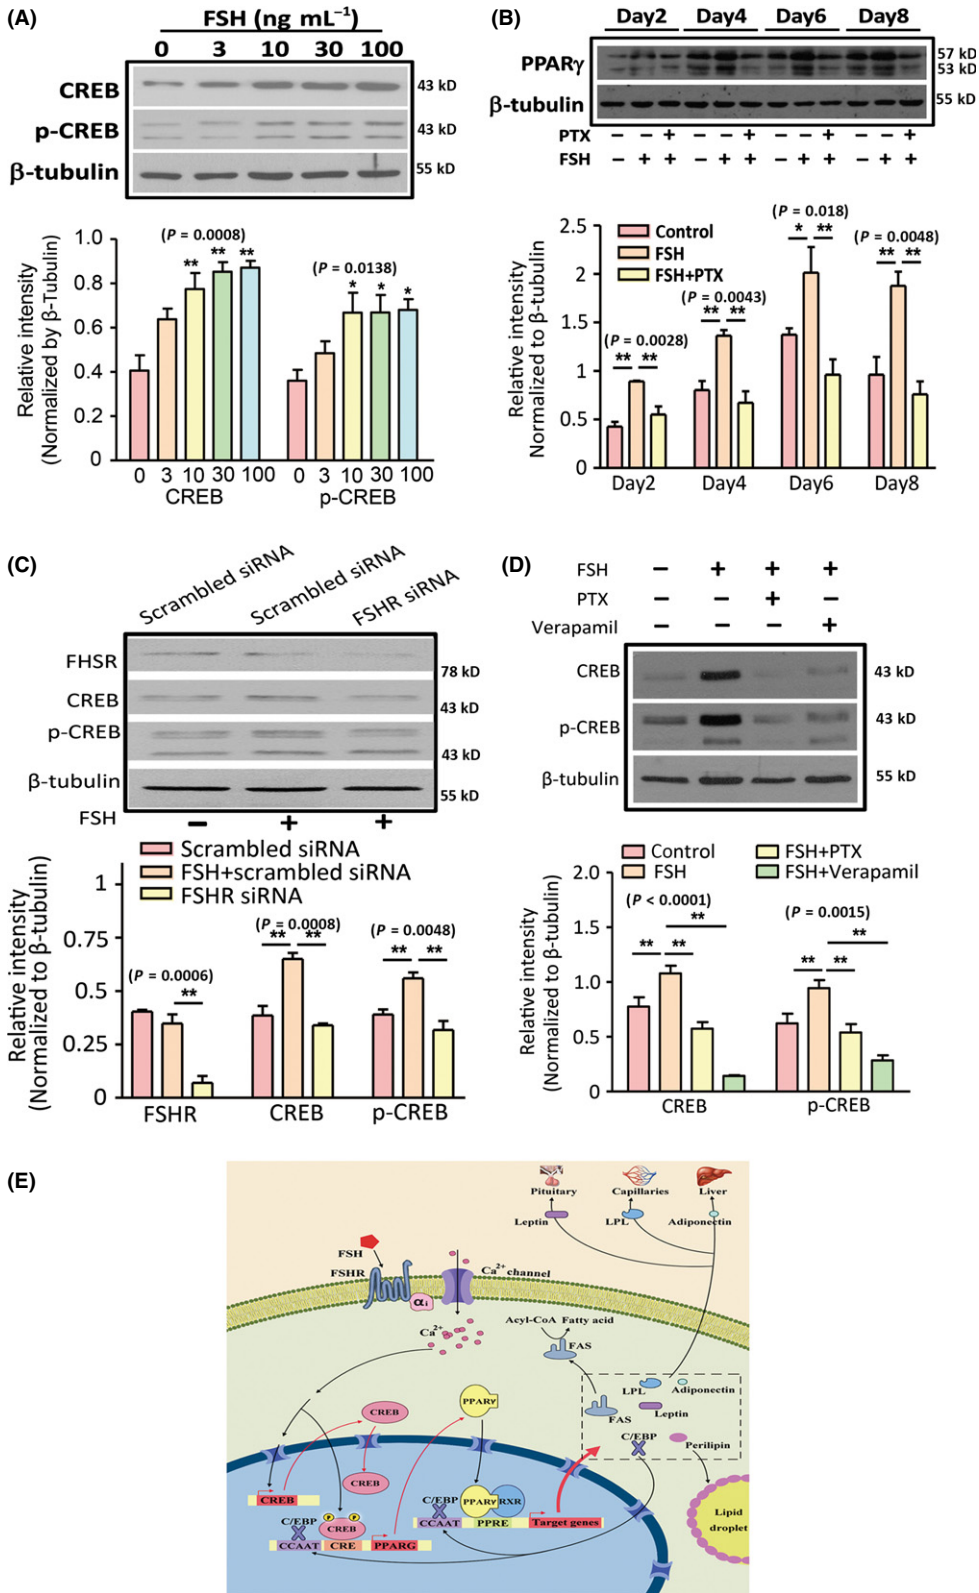 (A)
FSH (ng mL⁻¹)
0 3 10 30 100
CREB 43 kD
p-CREB 43 kD
β-tubulin 55 kD
Relative intensity
(Normalized by β-Tubulin)
1.0
0.8
0.6
0.4
0.2
0
(P = 0.0008)
** ** **
(P = 0.0138)
* * *
0 3 10 30 100 0 3 10 30 100
CREB p-CREB
(B)
Day2 Day4 Day6 Day8
PPARγ 57 kD
53 kD
β-tubulin 55 kD
PTX − − + − − + − − + − − +
FSH − + + − + + − + + − + +
Relative intensity
Normalized to β-tubulin
2.5
2
1.5
1
0.5
0
Control
FSH
FSH+PTX
(P = 0.0028)
** **
(P = 0.0043)
** **
(P = 0.018)
* **
(P = 0.0048)
** **
Day2 Day4 Day6 Day8
(C)
Scrambled siRNA Scrambled siRNA FSHR siRNA
FHSR 78 kD
CREB 43 kD
p-CREB 43 kD
β-tubulin 55 kD
FSH − + +
Relative intensity
(Normalized to β-tubulin)
1
0.75
0.5
0.25
0
Scrambled siRNA
FSH+scrambled siRNA
FSHR siRNA
(P = 0.0006)
**
(P = 0.0008)
** **
(P = 0.0048)
** **
FSHR CREB p-CREB
(D)
FSH − + + +
PTX − − + −
Verapamil − − − +
CREB 43 kD
p-CREB 43 kD
β-tubulin 55 kD
Control FSH+PTX
FSH FSH+Verapamil
Relative intensity
(Normalized to β-tubulin)
2.0
1.5
1.0
0.5
0
(P < 0.0001)
**
** **
(P = 0.0015)
**
** **
CREB p-CREB
(E)
Pituitary Capillaries Liver
Leptin LPL Adiponectin
FSH
FSHR
αi
Ca²⁺ channel
Ca²⁺
Acyl-CoA Fatty acid
FAS
LPL Adiponectin
FAS Leptin
C/EBP Perilipin
CREB
PPARγ
CREB
CREB
C/EBP
P P
CREB
CCAAT CRE PPARG
C/EBP PPARγ RXR
CCAAT PPRE Target genes
Lipid
droplet